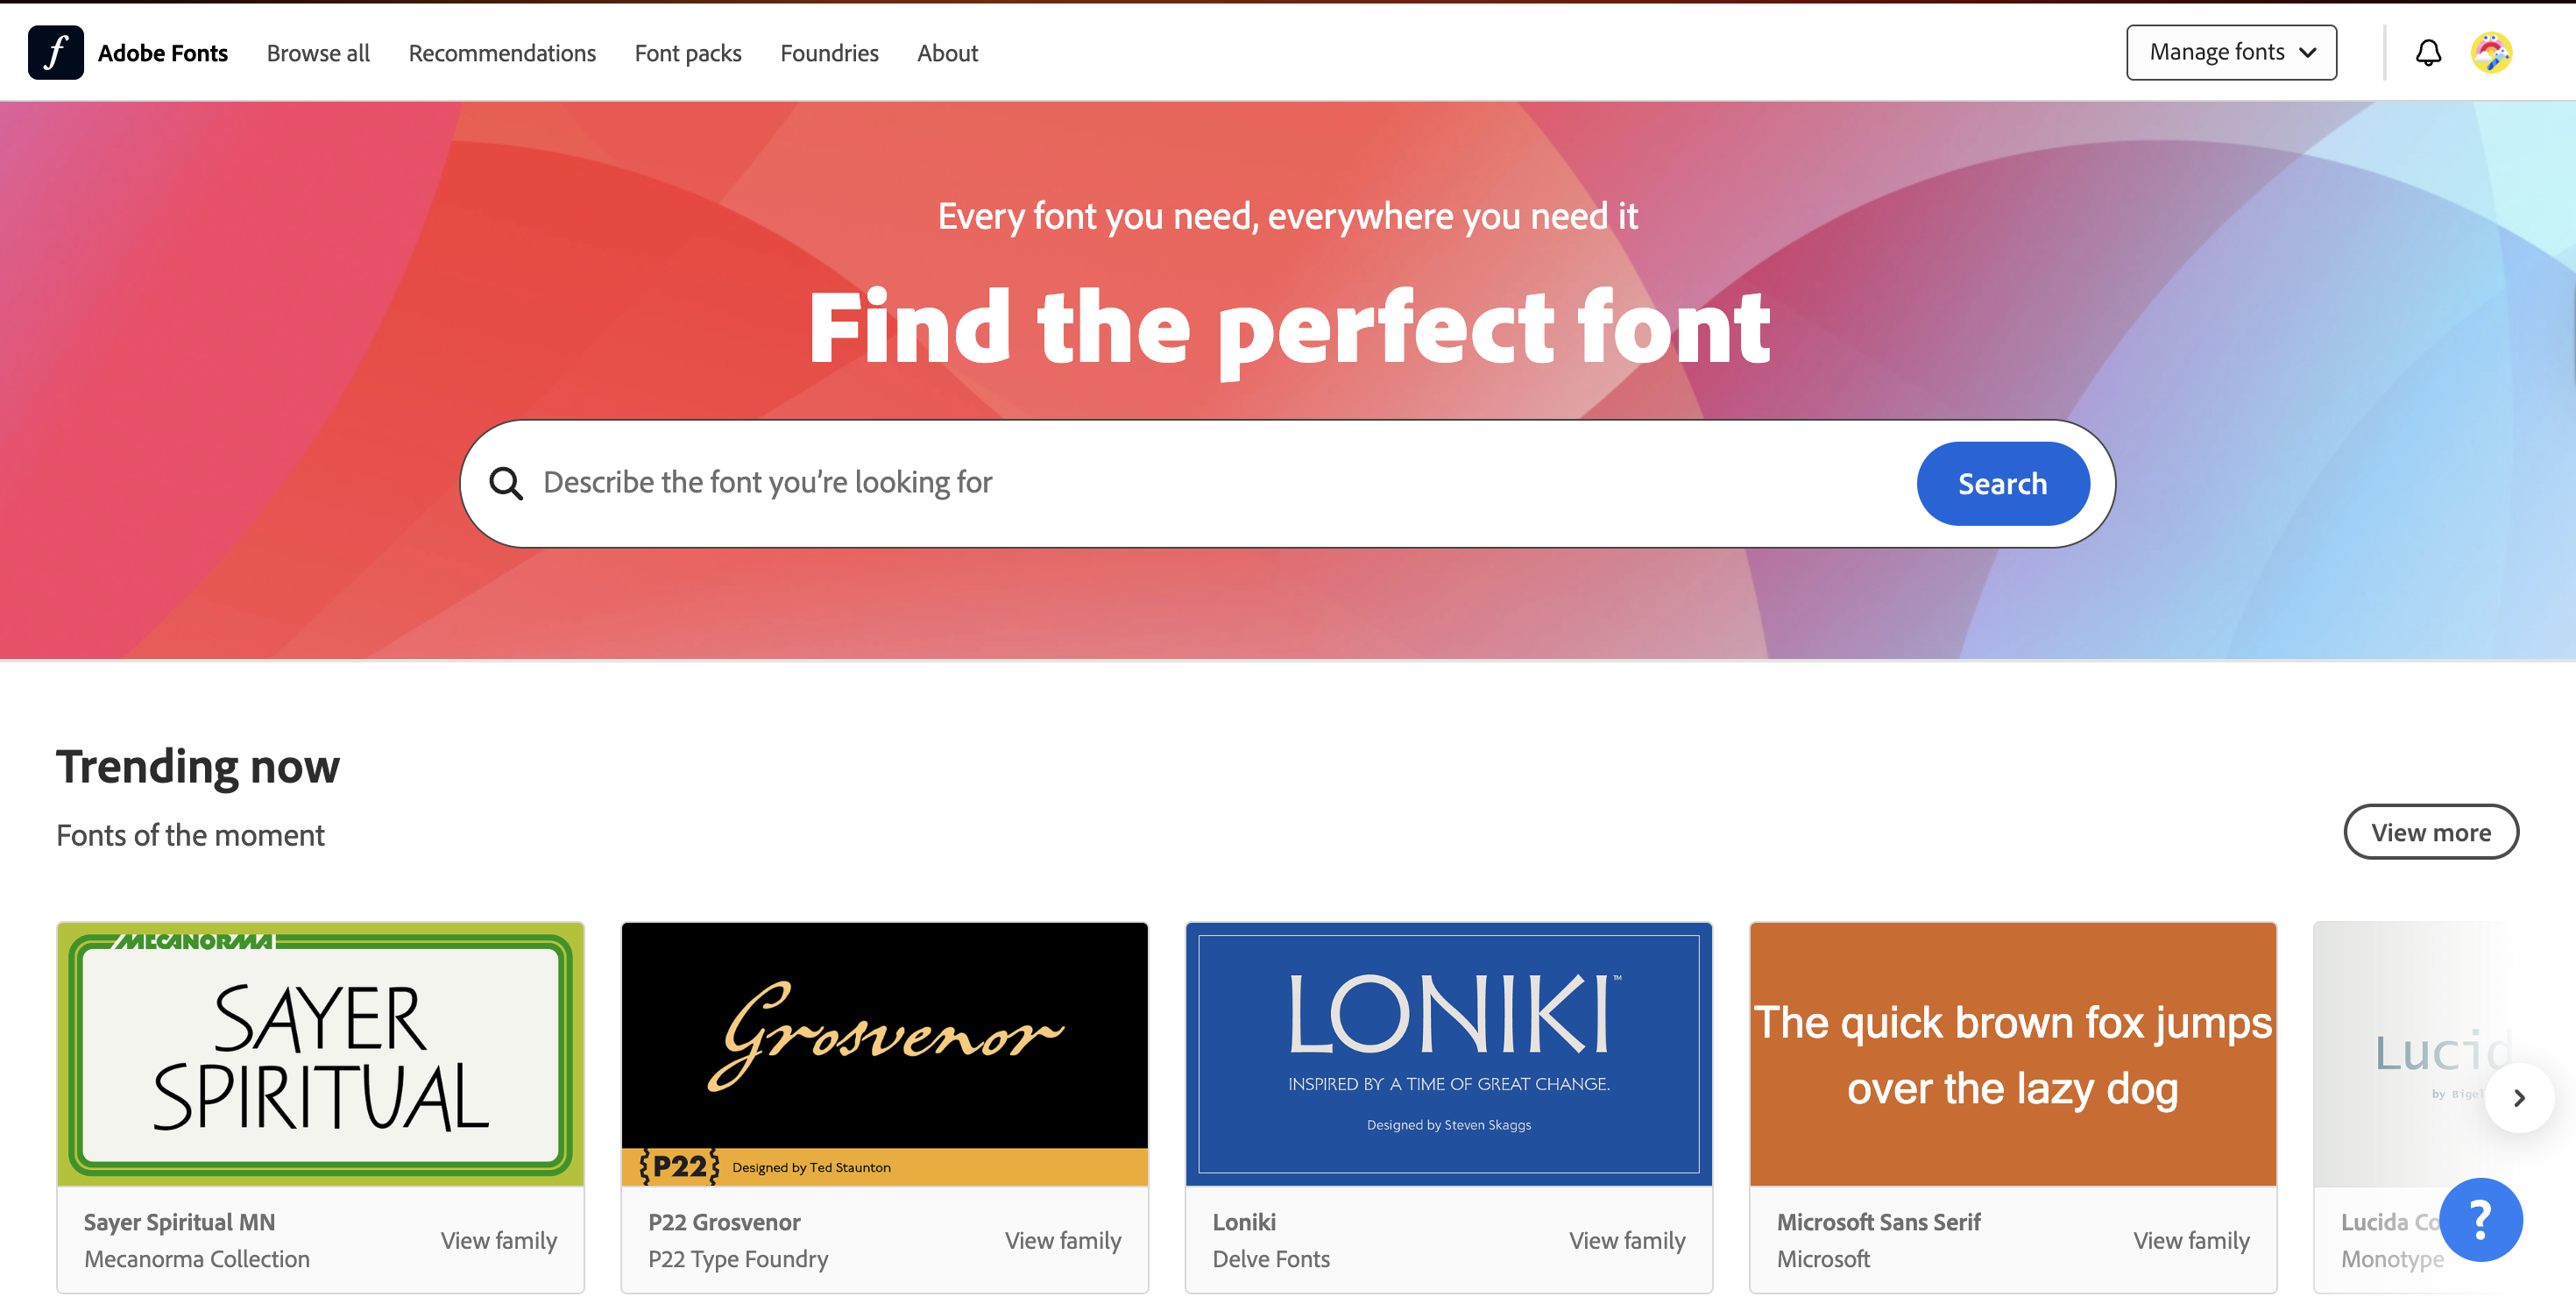 Adobe Fonts
Browse all
Recommendations
Font packs
Foundries
About
Manage fonts
Every font you need, everywhere you need it
Find the perfect font
Describe the font you’re looking for
Search
Trending now
Fonts of the moment
View more
MECANORMA
SAYER
SPIRITUAL
Sayer Spiritual MN
Mecanorma Collection
View family
Grosvenor
P22
Designed by Ted Staunton
P22 Grosvenor
P22 Type Foundry
View family
LONIKI™
INSPIRED BY A TIME OF GREAT CHANGE.
Designed by Steven Skaggs
Loniki
Delve Fonts
View family
The quick brown fox jumps
over the lazy dog
Microsoft Sans Serif
Microsoft
View family
Lucid
by Bigel
Lucida Co
Monotype
?